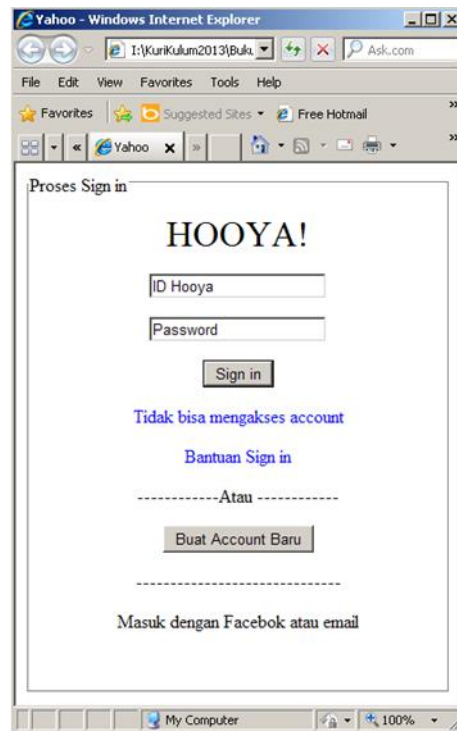 Yahoo - Windows Internet Explorer
I:\KuriKulum2013\Buku
Ask.com
File Edit View Favorites Tools Help
Favorites Suggested Sites Free Hotmail »
« Yahoo x » »
Proses Sign in
HOOYA!
ID Hooya
Password
Sign in
Tidak bisa mengakses account
Bantuan Sign in
------------Atau ------------
Buat Account Baru
------------------------------
Masuk dengan Facebok atau email
My Computer 100%